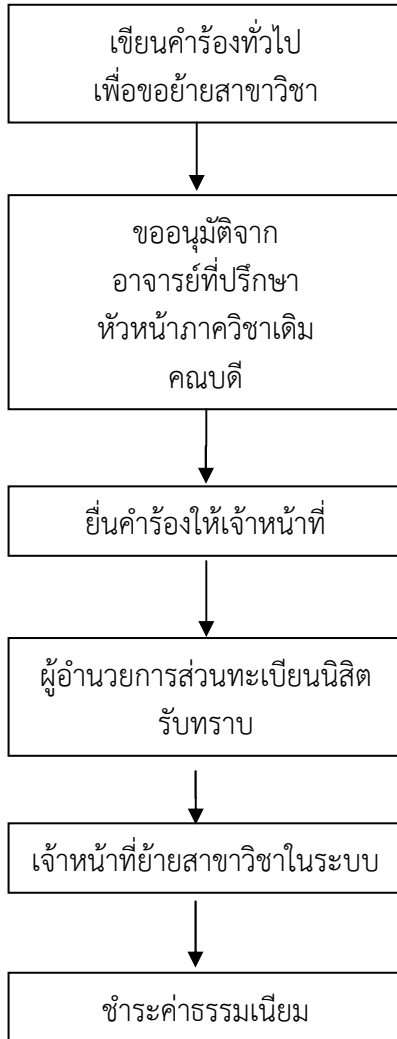 เขียนคำร้องทั่วไป
เพื่อขอย้ายสาขาวิชา
ขออนุมัติจาก
อาจารย์ที่ปรึกษา
หัวหน้าภาควิชาเดิม
คณบดี
ยื่นคำร้องให้เจ้าหน้าที่
ผู้อำนวยการส่วนทะเบียนนิสิต
รับทราบ
เจ้าหน้าที่ย้ายสาขาวิชาในระบบ
ชำระค่าธรรมเนียม